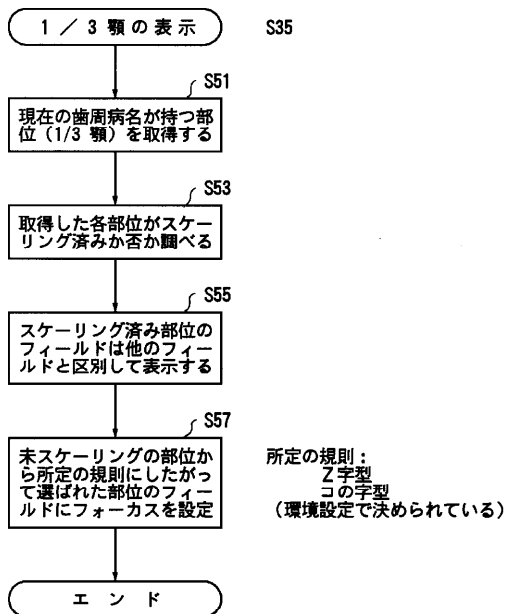 1/3顎の表示
S35
S51
現在の歯周病名が持つ部
位（1/3 顎）を取得する
S53
取得した各部位がスケー
リング済みか否か調べる
S55
スケーリング済み部位の
フィールドは他のフィー
ルドと区別して表示する
S57
未スケーリングの部位か
ら所定の規則にしたがっ
て選ばれた部位のフィー
ルドにフォーカスを設定
所定の規則：
Z字型
コの字型
（環境設定で決められている）
エンド